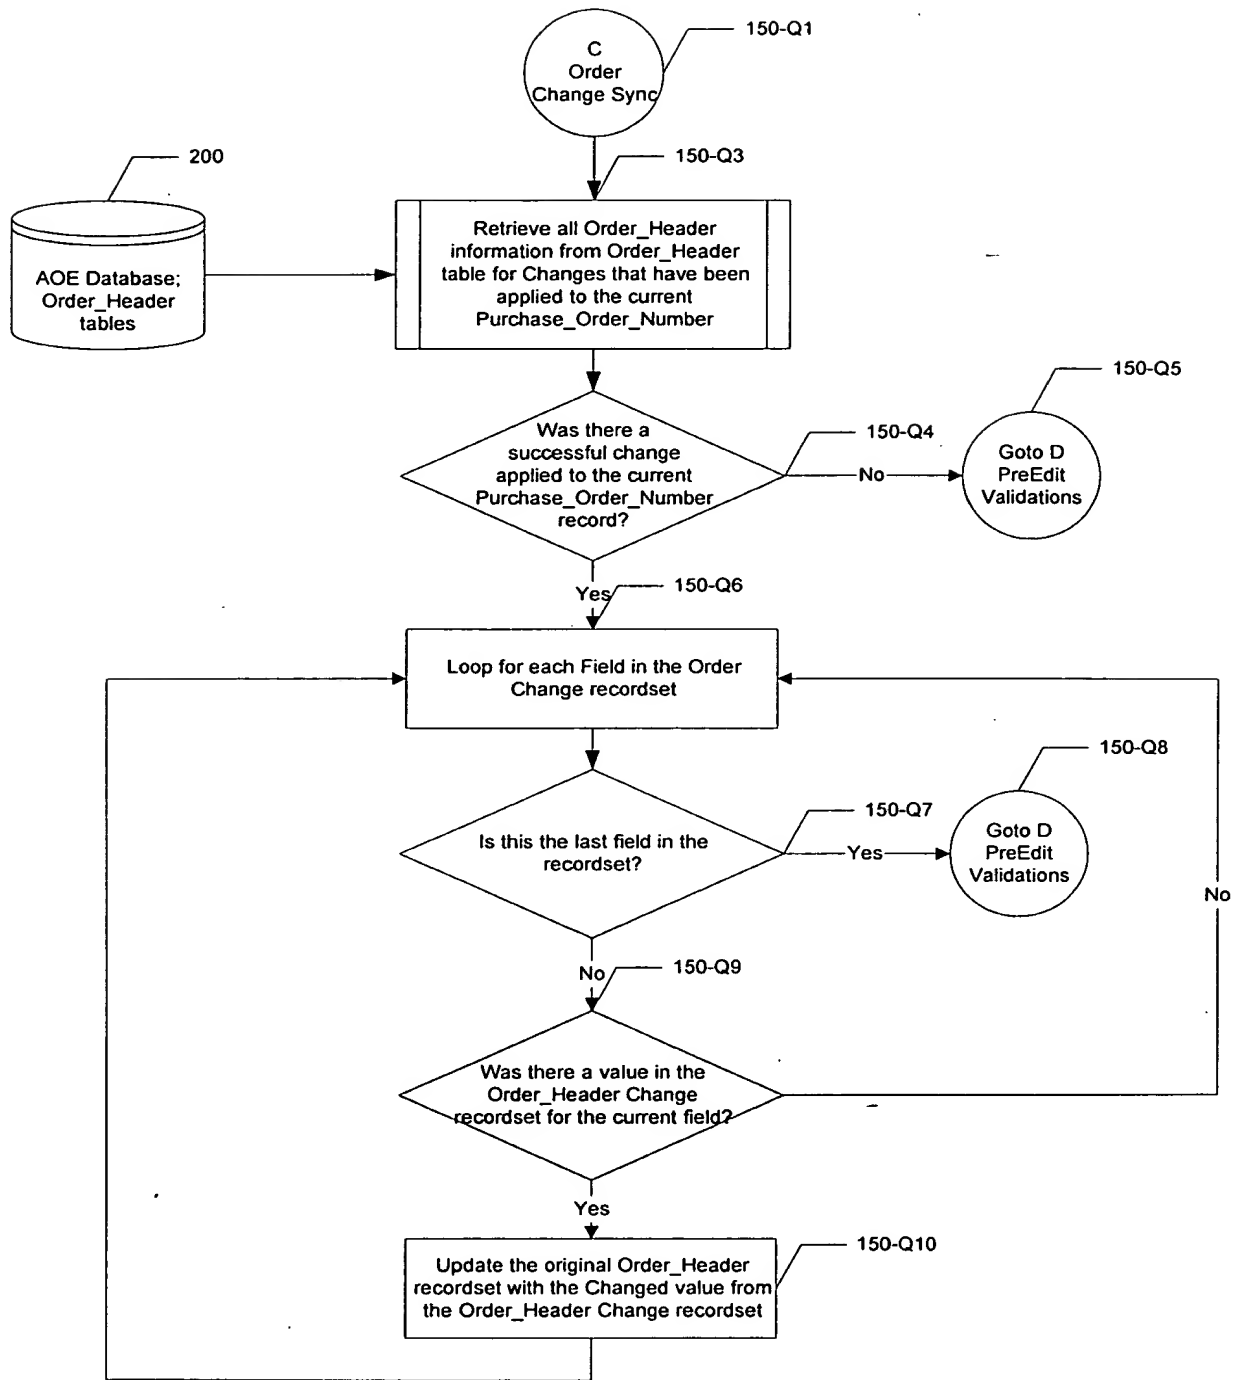 150-Q1
C
Order
Change Sync
200
150-Q3
Retrieve all Order_Header
information from Order_Header
table for Changes that have been
applied to the current
Purchase_Order_Number
AOE Database;
Order_Header
tables
150-Q5
150-Q4
Was there a
successful change
applied to the current
Purchase_Order_Number
record?
No
Goto D
PreEdit
Validations
Yes
150-Q6
Loop for each Field in the Order
Change recordset
150-Q8
150-Q7
Is this the last field in the
recordset?
Yes
Goto D
PreEdit
Validations
No
No
150-Q9
Was there a value in the
Order_Header Change
recordset for the current field?
Yes
150-Q10
Update the original Order_Header
recordset with the Changed value from
the Order_Header Change recordset